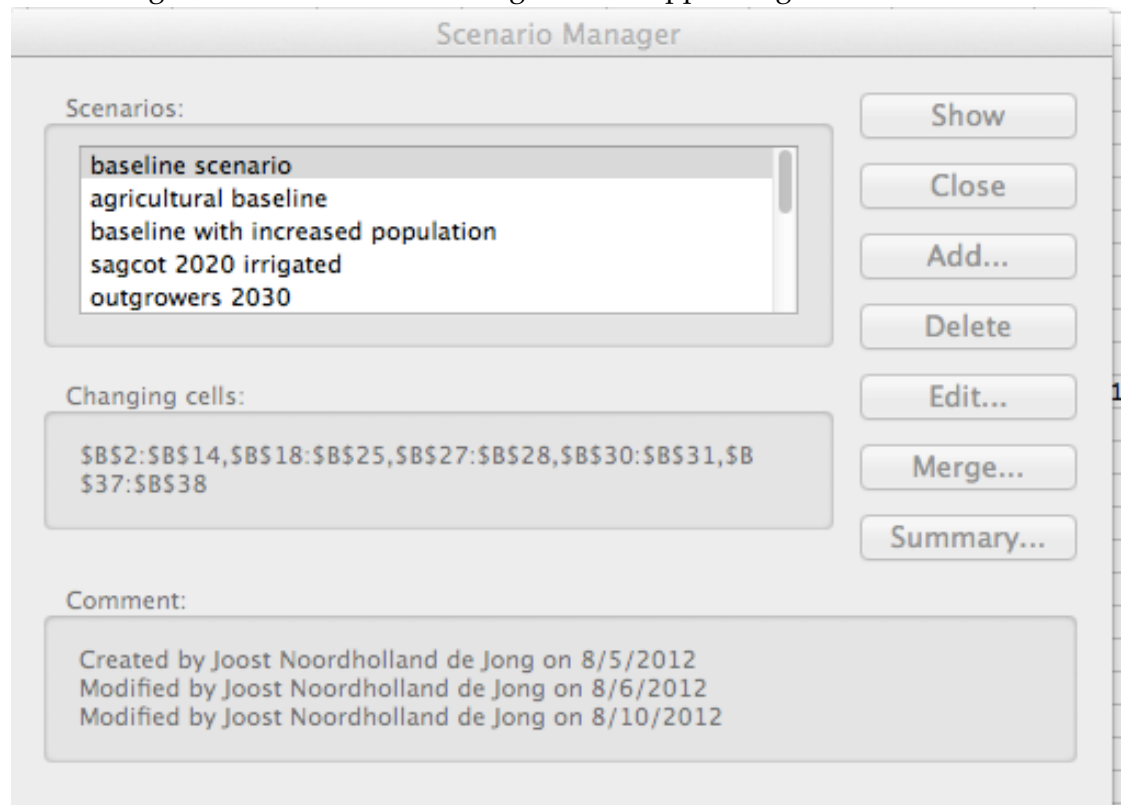 Scenario Manager
Scenarios:
Show
baseline scenario
agricultural baseline
Close
baseline with increased population
Add...
sagcot 2020 irrigated
outgrowers 2030
Delete
Changing cells:
Edit...
$B$2:$B$14,$B$18:$B$25,$B$27:$B$28,$B$30:$B$31,$B
$37:$B$38
Merge...
Summary...
Comment:
Created by Joost Noordholland de Jong on 8/5/2012
Modified by Joost Noordholland de Jong on 8/6/2012
Modified by Joost Noordholland de Jong on 8/10/2012